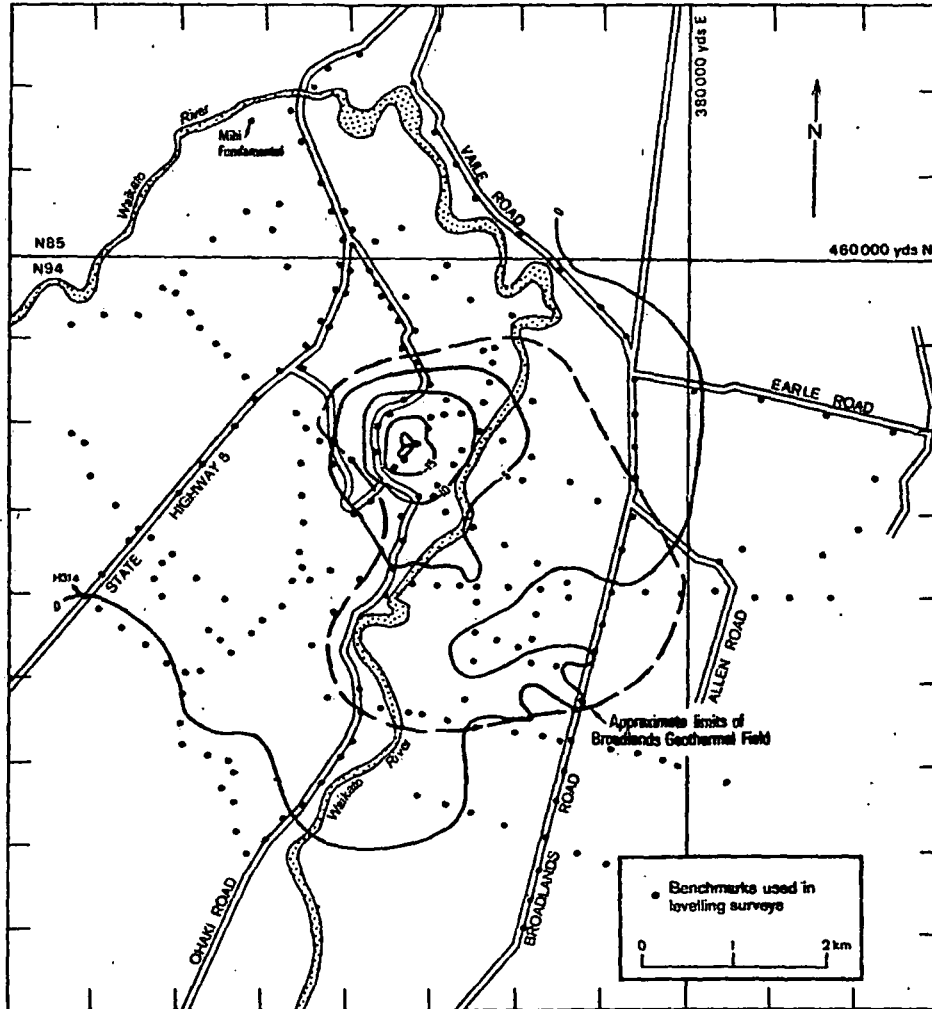 380000 yds E
N
Waikato River
Mihi
Fundamental
VAILE ROAD
N85
N94
460000 yds N
EARLE ROAD
STATE HIGHWAY 5
H314
0
0
ALLEN ROAD
Approximate limits of
Broadlands Geothermal Field
Waikato River
OHAKI ROAD
BROADLANDS ROAD
Benchmarks used in
levelling surveys
0 1 2 km